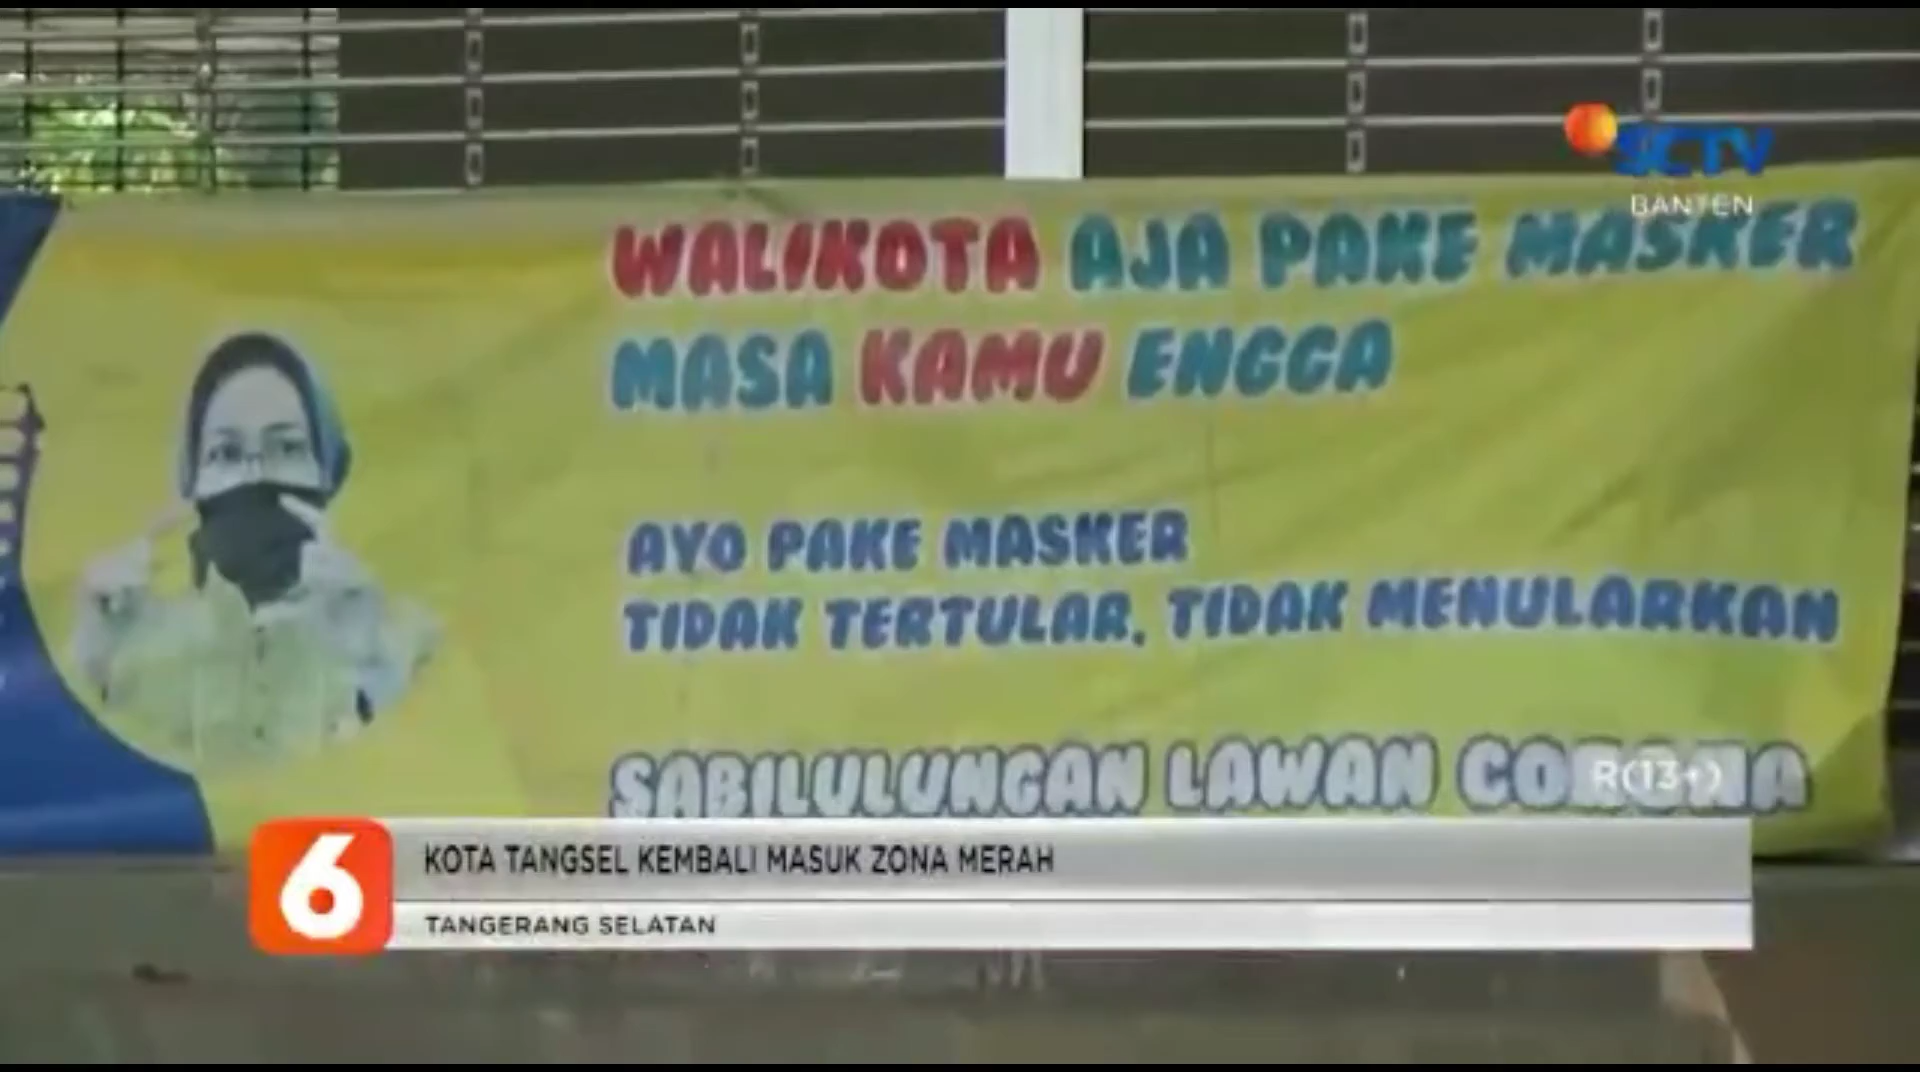 SCTV
BANTEN
WALIKOTA AJA PAKE MASKER
MASA KAMU ENGGA
AYO PAKE MASKER
TIDAK TERTULAR, TIDAK MENULARKAN
SABILULUNGAN LAWAN CORONA
R(13+)
6
KOTA TANGSEL KEMBALI MASUK ZONA MERAH
TANGERANG SELATAN